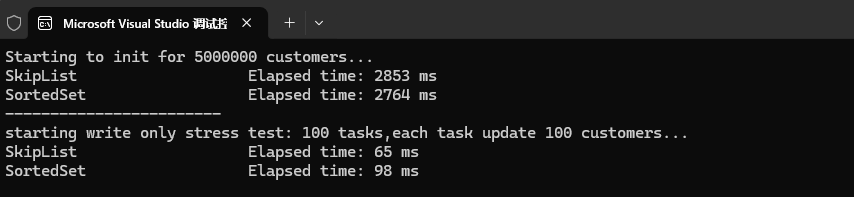 Microsoft Visual Studio 调试控
Starting to init for 5000000 customers...
SkipList Elapsed time: 2853 ms
SortedSet Elapsed time: 2764 ms
------------------------
starting write only stress test: 100 tasks,each task update 100 customers...
SkipList Elapsed time: 65 ms
SortedSet Elapsed time: 98 ms